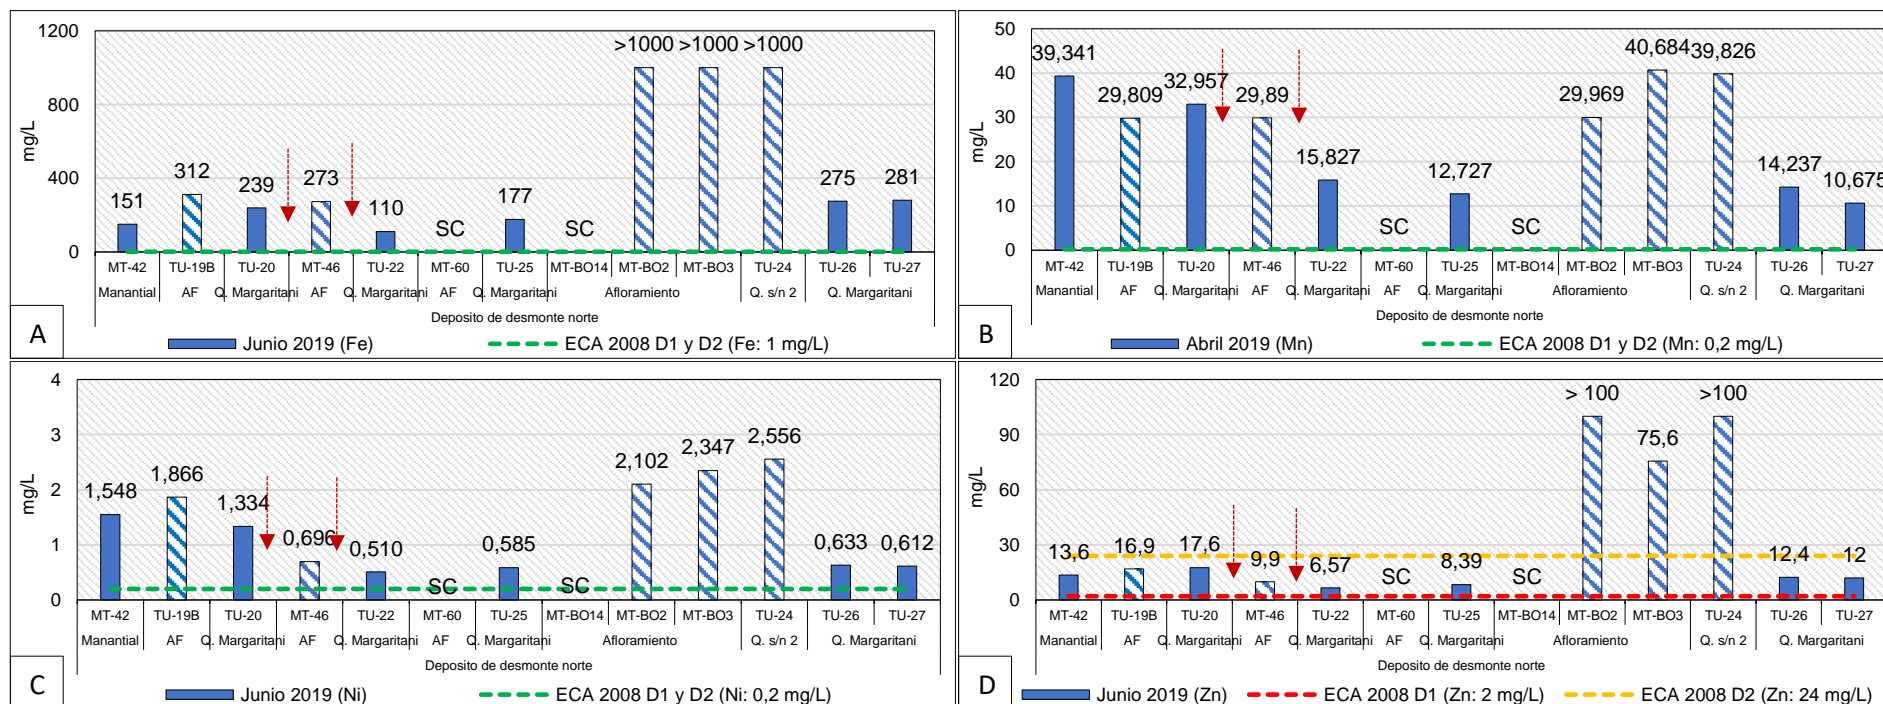 1200
800
400
0
mg/L
151
312
239
273
110
SC
177
SC
>1000
>1000
>1000
275
281
MT-42
TU-19B
TU-20
MT-46
TU-22
MT-60
TU-25
MT-BO14
MT-BO2
MT-BO3
TU-24
TU-26
TU-27
Manantial
AF
Q. Margaritani
AF
Q. Margaritani
AF
Q. Margaritani
Afloramiento
Q. s/n 2
Q. Margaritani
Deposito de desmonte norte
A
Junio 2019 (Fe)
ECA 2008 D1 y D2 (Fe: 1 mg/L)
50
40
30
20
10
0
mg/L
39,341
29,809
32,957
29,89
15,827
SC
12,727
SC
29,969
40,684
39,826
14,237
10,675
MT-42
TU-19B
TU-20
MT-46
TU-22
MT-60
TU-25
MT-BO14
MT-BO2
MT-BO3
TU-24
TU-26
TU-27
Manantial
AF
Q. Margaritani
AF
Q. Margaritani
AF
Q. Margaritani
Afloramiento
Q. s/n 2
Q. Margaritani
Deposito de desmonte norte
B
Abril 2019 (Mn)
ECA 2008 D1 y D2 (Mn: 0,2 mg/L)
4
3
2
1
0
mg/L
1,548
1,866
1,334
0,696
0,510
SC
0,585
SC
2,102
2,347
2,556
0,633
0,612
MT-42
TU-19B
TU-20
MT-46
TU-22
MT-60
TU-25
MT-BO14
MT-BO2
MT-BO3
TU-24
TU-26
TU-27
Manantial
AF
Q. Margaritani
AF
Q. Margaritani
AF
Q. Margaritani
Afloramiento
Q. s/n 2
Q. Margaritani
Deposito de desmonte norte
C
Junio 2019 (Ni)
ECA 2008 D1 y D2 (Ni: 0,2 mg/L)
120
90
60
30
0
mg/L
13,6
16,9
17,6
9,9
6,57
SC
8,39
SC
> 100
75,6
>100
12,4
12
MT-42
TU-19B
TU-20
MT-46
TU-22
MT-60
TU-25
MT-BO14
MT-BO2
MT-BO3
TU-24
TU-26
TU-27
Manantial
AF
Q. Margaritani
AF
Q. Margaritani
AF
Q. Margaritani
Afloramiento
Q. s/n 2
Q. Margaritani
Deposito de desmonte norte
D
Junio 2019 (Zn)
ECA 2008 D1 (Zn: 2 mg/L)
ECA 2008 D2 (Zn: 24 mg/L)